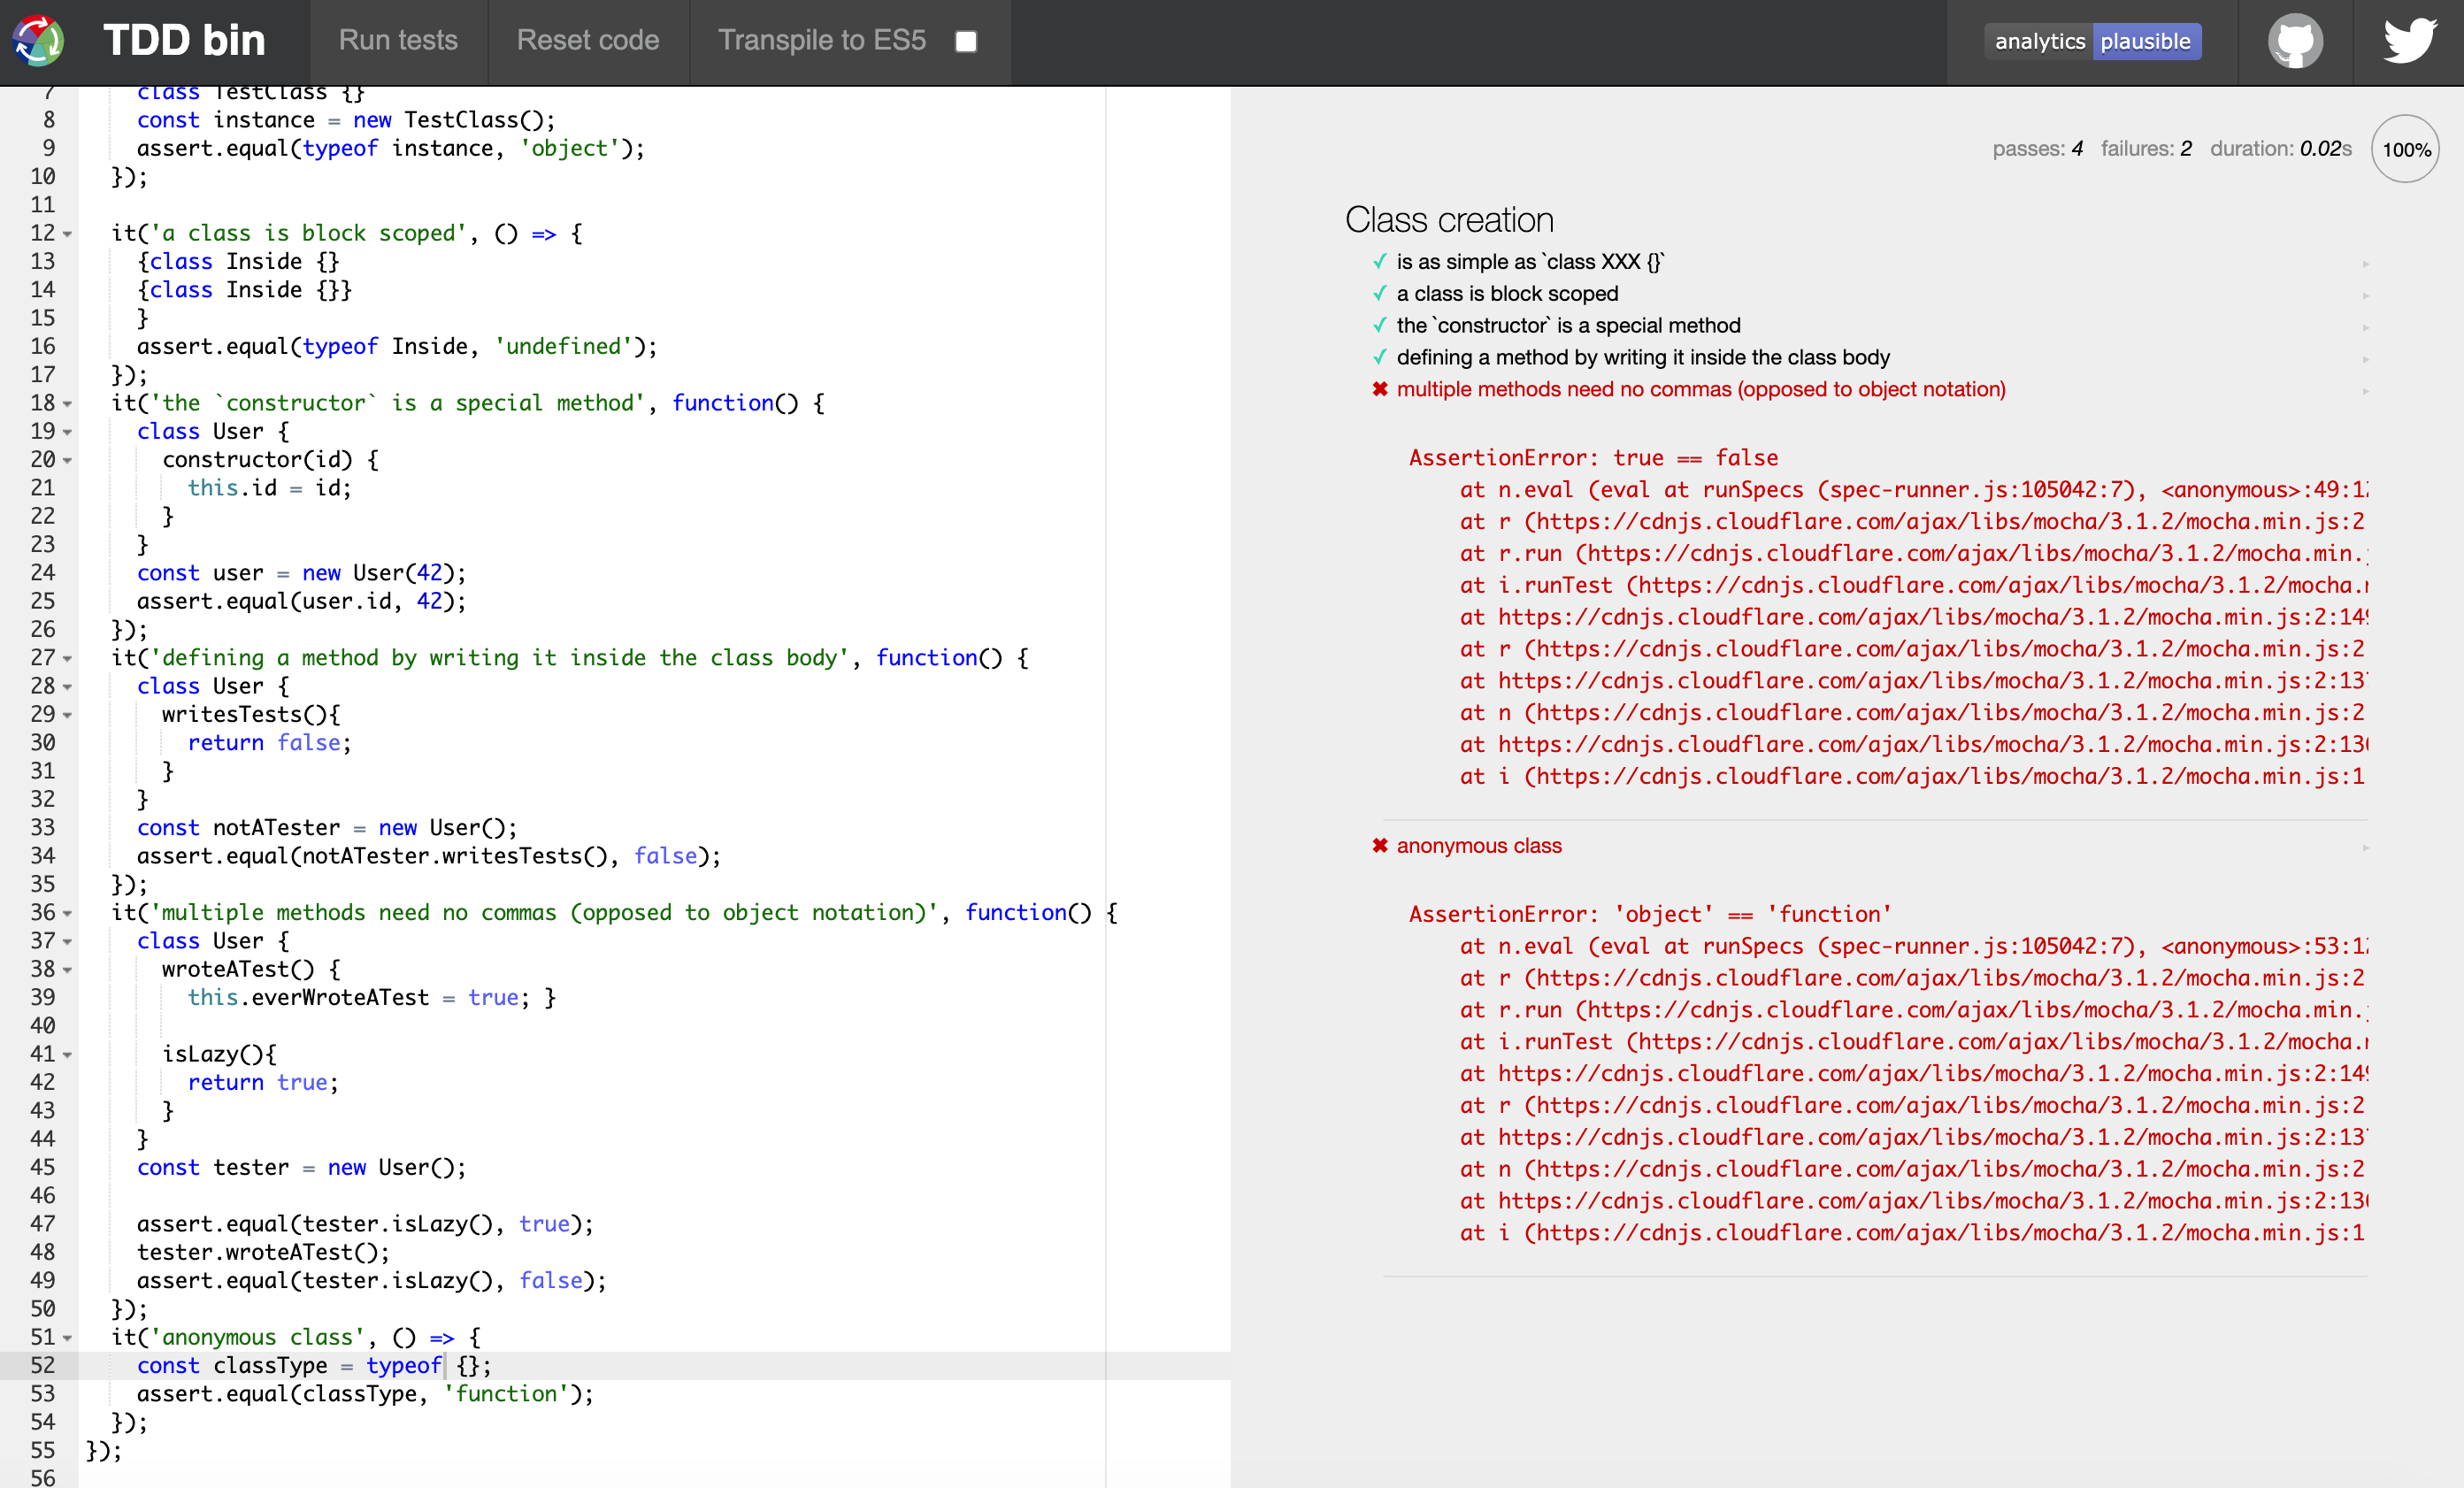 TDD bin
Run tests
Reset code
Transpile to ES5
analytics plausible
7 class TestClass {}
8 const instance = new TestClass();
9 assert.equal(typeof instance, 'object');
10 });
11
12 it('a class is block scoped', () => {
13 {class Inside {}
14 {class Inside {}}
15 }
16 assert.equal(typeof Inside, 'undefined');
17 });
18 it('the `constructor` is a special method', function() {
19 class User {
20 constructor(id) {
21 this.id = id;
22 }
23 }
24 const user = new User(42);
25 assert.equal(user.id, 42);
26 });
27 it('defining a method by writing it inside the class body', function() {
28 class User {
29 writesTests(){
30 return false;
31 }
32 }
33 const notATester = new User();
34 assert.equal(notATester.writesTests(), false);
35 });
36 it('multiple methods need no commas (opposed to object notation)', function() {
37 class User {
38 wroteATest() {
39 this.everWroteATest = true; }
40
41 isLazy(){
42 return true;
43 }
44 }
45 const tester = new User();
46
47 assert.equal(tester.isLazy(), true);
48 tester.wroteATest();
49 assert.equal(tester.isLazy(), false);
50 });
51 it('anonymous class', () => {
52 const classType = typeof {};
53 assert.equal(classType, 'function');
54 });
55 });
56
passes: 4 failures: 2 duration: 0.02s 100%
Class creation
✓ is as simple as `class XXX {}`
✓ a class is block scoped
✓ the `constructor` is a special method
✓ defining a method by writing it inside the class body
✖ multiple methods need no commas (opposed to object notation)
AssertionError: true == false
at n.eval (eval at runSpecs (spec-runner.js:105042:7), <anonymous>:49:12
at r (https://cdnjs.cloudflare.com/ajax/libs/mocha/3.1.2/mocha.min.js:2
at r.run (https://cdnjs.cloudflare.com/ajax/libs/mocha/3.1.2/mocha.min.
at i.runTest (https://cdnjs.cloudflare.com/ajax/libs/mocha/3.1.2/mocha.
at https://cdnjs.cloudflare.com/ajax/libs/mocha/3.1.2/mocha.min.js:2:149
at r (https://cdnjs.cloudflare.com/ajax/libs/mocha/3.1.2/mocha.min.js:2
at https://cdnjs.cloudflare.com/ajax/libs/mocha/3.1.2/mocha.min.js:2:13
at n (https://cdnjs.cloudflare.com/ajax/libs/mocha/3.1.2/mocha.min.js:2
at https://cdnjs.cloudflare.com/ajax/libs/mocha/3.1.2/mocha.min.js:2:13
at i (https://cdnjs.cloudflare.com/ajax/libs/mocha/3.1.2/mocha.min.js:1
✖ anonymous class
AssertionError: 'object' == 'function'
at n.eval (eval at runSpecs (spec-runner.js:105042:7), <anonymous>:53:12
at r (https://cdnjs.cloudflare.com/ajax/libs/mocha/3.1.2/mocha.min.js:2
at r.run (https://cdnjs.cloudflare.com/ajax/libs/mocha/3.1.2/mocha.min.
at i.runTest (https://cdnjs.cloudflare.com/ajax/libs/mocha/3.1.2/mocha.
at https://cdnjs.cloudflare.com/ajax/libs/mocha/3.1.2/mocha.min.js:2:149
at r (https://cdnjs.cloudflare.com/ajax/libs/mocha/3.1.2/mocha.min.js:2
at https://cdnjs.cloudflare.com/ajax/libs/mocha/3.1.2/mocha.min.js:2:13
at n (https://cdnjs.cloudflare.com/ajax/libs/mocha/3.1.2/mocha.min.js:2
at https://cdnjs.cloudflare.com/ajax/libs/mocha/3.1.2/mocha.min.js:2:13
at i (https://cdnjs.cloudflare.com/ajax/libs/mocha/3.1.2/mocha.min.js:1